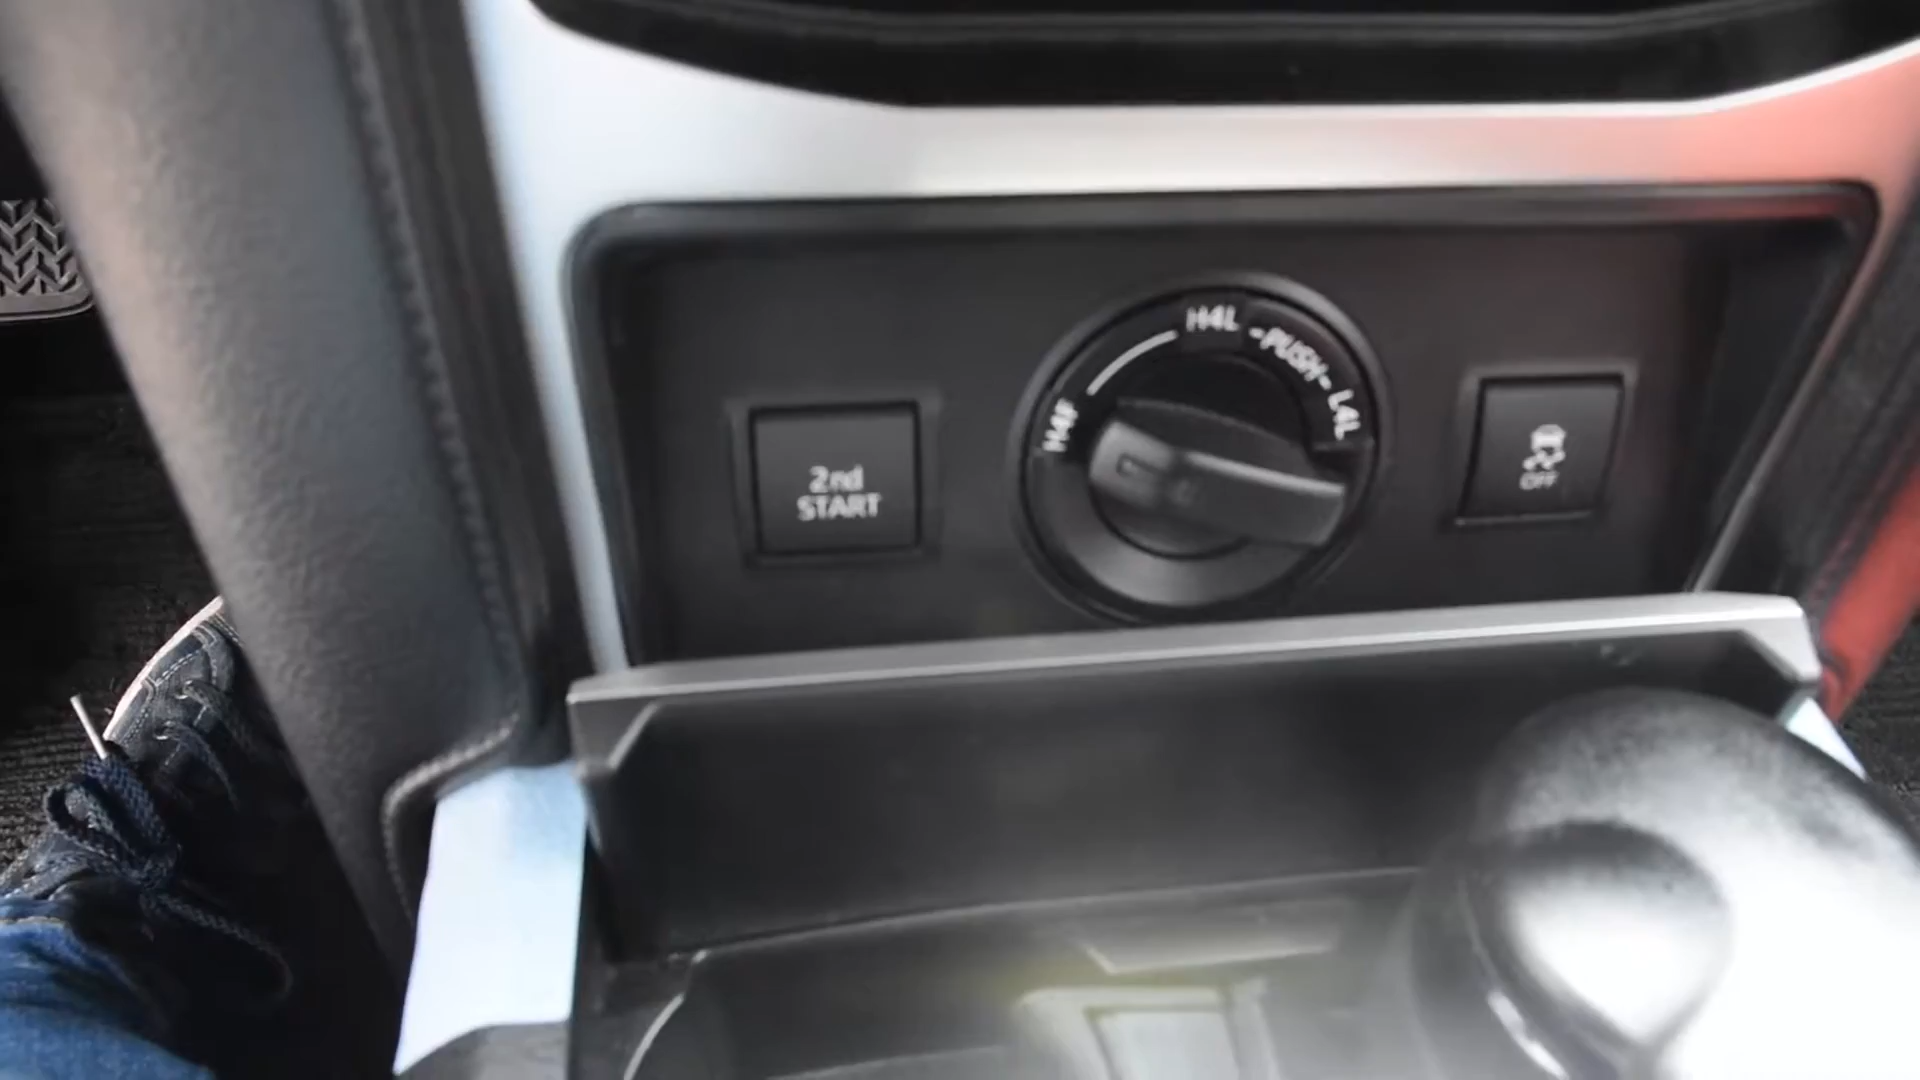 2nd
START
H4F
H4L
-PUSH-
L4L
OFF